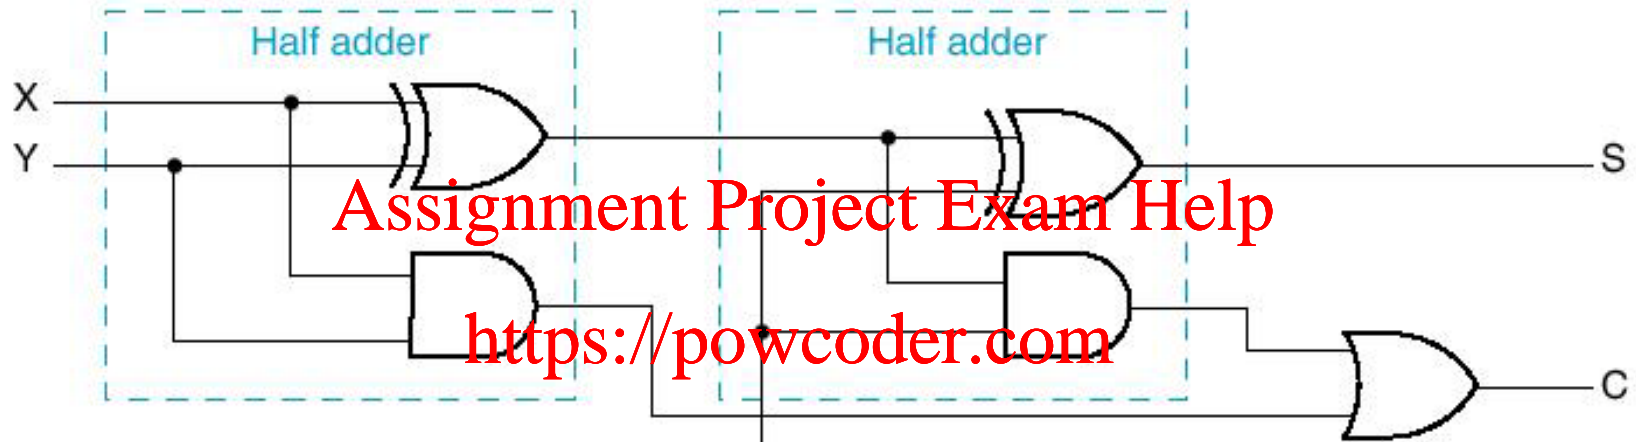 Half adder
Half adder
X
Y
S
Assignment Project Exam Help
https://powcoder.com
C